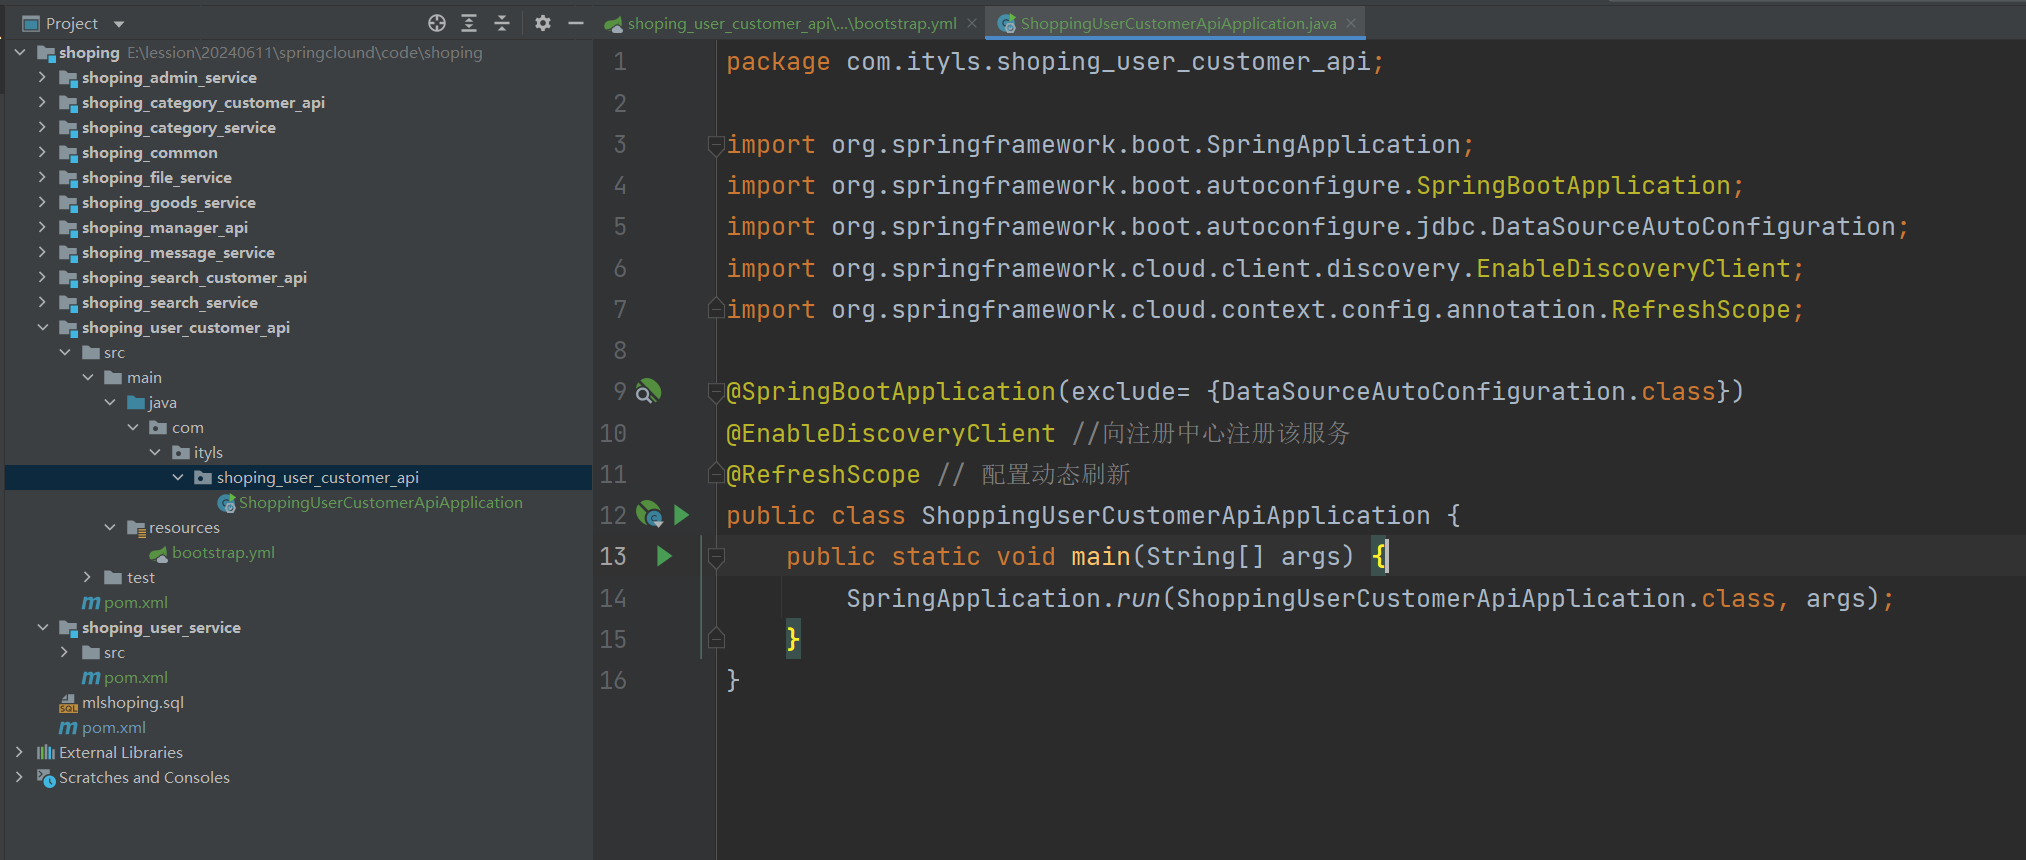 Project
shoping E:\lession\20240611\springclound\code\shoping
shoping_admin_service
shoping_category_customer_api
shoping_category_service
shoping_common
shoping_file_service
shoping_goods_service
shoping_manager_api
shoping_message_service
shoping_search_customer_api
shoping_search_service
shoping_user_customer_api
src
main
java
com
ityls
shoping_user_customer_api
ShoppingUserCustomerApiApplication
resources
bootstrap.yml
test
pom.xml
shoping_user_service
src
pom.xml
mlshoping.sql
pom.xml
External Libraries
Scratches and Consoles
shoping_user_customer_api\...\bootstrap.yml
ShoppingUserCustomerApiApplication.java
1 package com.ityls.shoping_user_customer_api;
2
3 import org.springframework.boot.SpringApplication;
4 import org.springframework.boot.autoconfigure.SpringBootApplication;
5 import org.springframework.boot.autoconfigure.jdbc.DataSourceAutoConfiguration;
6 import org.springframework.cloud.client.discovery.EnableDiscoveryClient;
7 import org.springframework.cloud.context.config.annotation.RefreshScope;
8
9 @SpringBootApplication(exclude= {DataSourceAutoConfiguration.class})
10 @EnableDiscoveryClient //向注册中心注册该服务
11 @RefreshScope // 配置动态刷新
12 public class ShoppingUserCustomerApiApplication {
13 public static void main(String[] args) {
14 SpringApplication.run(ShoppingUserCustomerApiApplication.class, args);
15 }
16 }